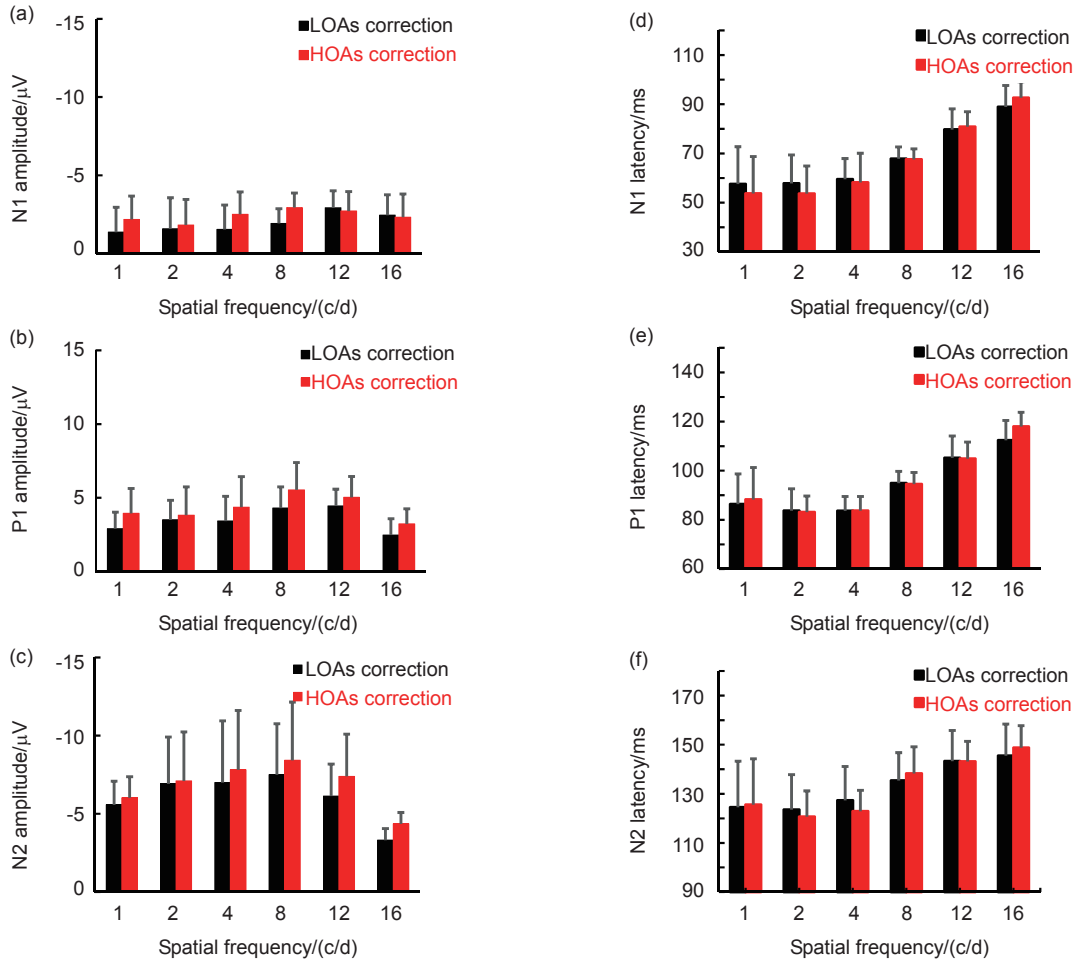 (a)
-15
-10
-5
0
N1 amplitude/μV
LOAs correction
HOAs correction
1 2 4 8 12 16
Spatial frequency/(c/d)
(b)
15
10
5
0
P1 amplitude/μV
LOAs correction
HOAs correction
1 2 4 8 12 16
Spatial frequency/(c/d)
(c)
-15
-10
-5
0
N2 amplitude/μV
LOAs correction
HOAs correction
1 2 4 8 12 16
Spatial frequency/(c/d)
(d)
110
90
70
50
30
N1 latency/ms
LOAs correction
HOAs correction
1 2 4 8 12 16
Spatial frequency/(c/d)
(e)
140
120
100
80
60
P1 latency/ms
LOAs correction
HOAs correction
1 2 4 8 12 16
Spatial frequency/(c/d)
(f)
170
150
130
110
90
N2 latency/ms
LOAs correction
HOAs correction
1 2 4 8 12 16
Spatial frequency/(c/d)